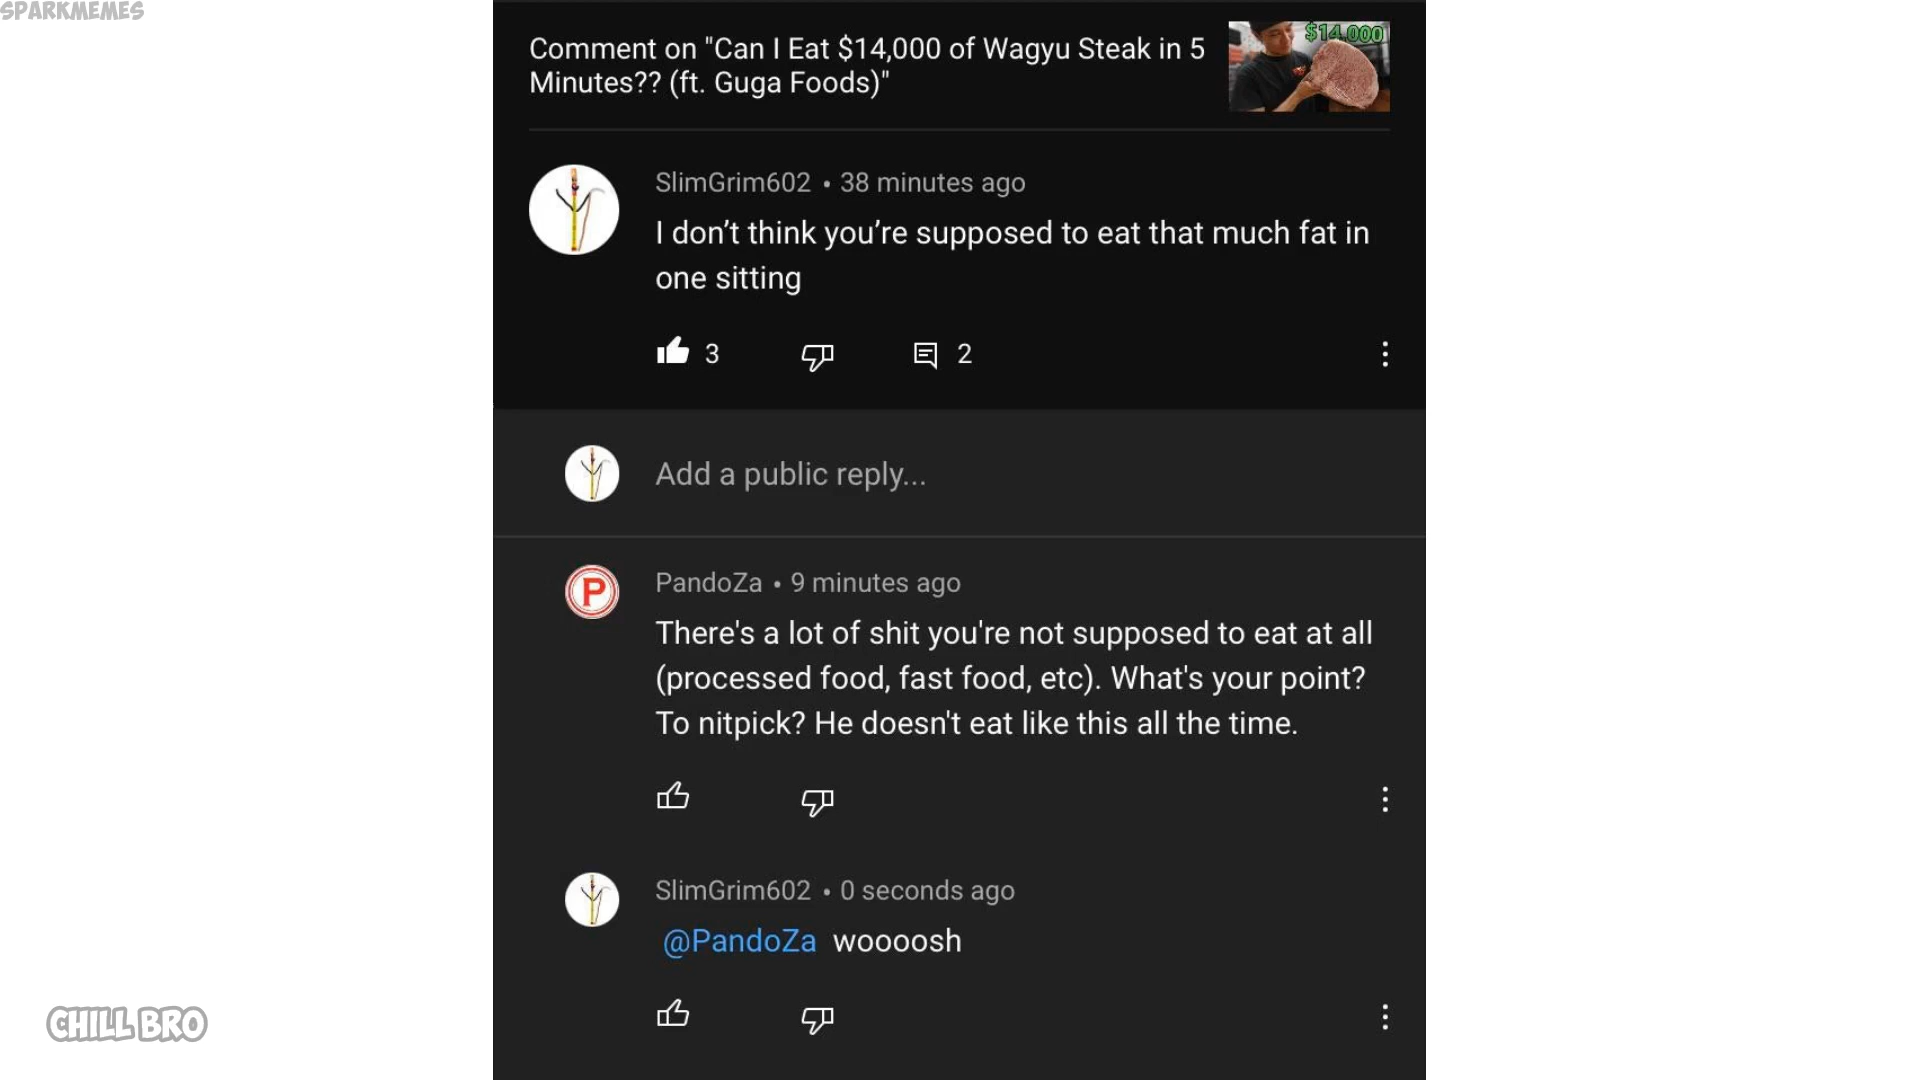 SPARKMEMES
Comment on "Can I Eat $14,000 of Wagyu Steak in 5
Minutes?? (ft. Guga Foods)"
$14,000
SlimGrim602 • 38 minutes ago
I don’t think you’re supposed to eat that much fat in
one sitting
3
2
Add a public reply...
P
PandoZa • 9 minutes ago
There's a lot of shit you're not supposed to eat at all
(processed food, fast food, etc). What's your point?
To nitpick? He doesn't eat like this all the time.
SlimGrim602 • 0 seconds ago
@PandoZa woooosh
CHILL BRO